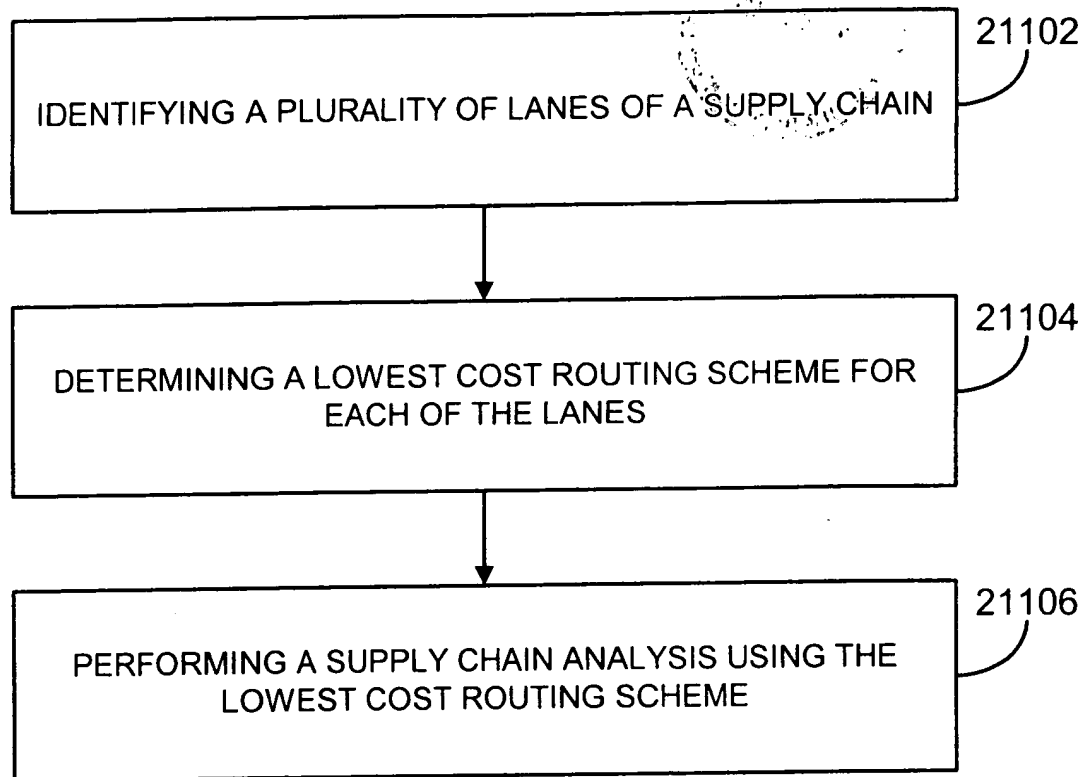 21102
IDENTIFYING A PLURALITY OF LANES OF A SUPPLY CHAIN
21104
DETERMINING A LOWEST COST ROUTING SCHEME FOR
EACH OF THE LANES
21106
PERFORMING A SUPPLY CHAIN ANALYSIS USING THE
LOWEST COST ROUTING SCHEME